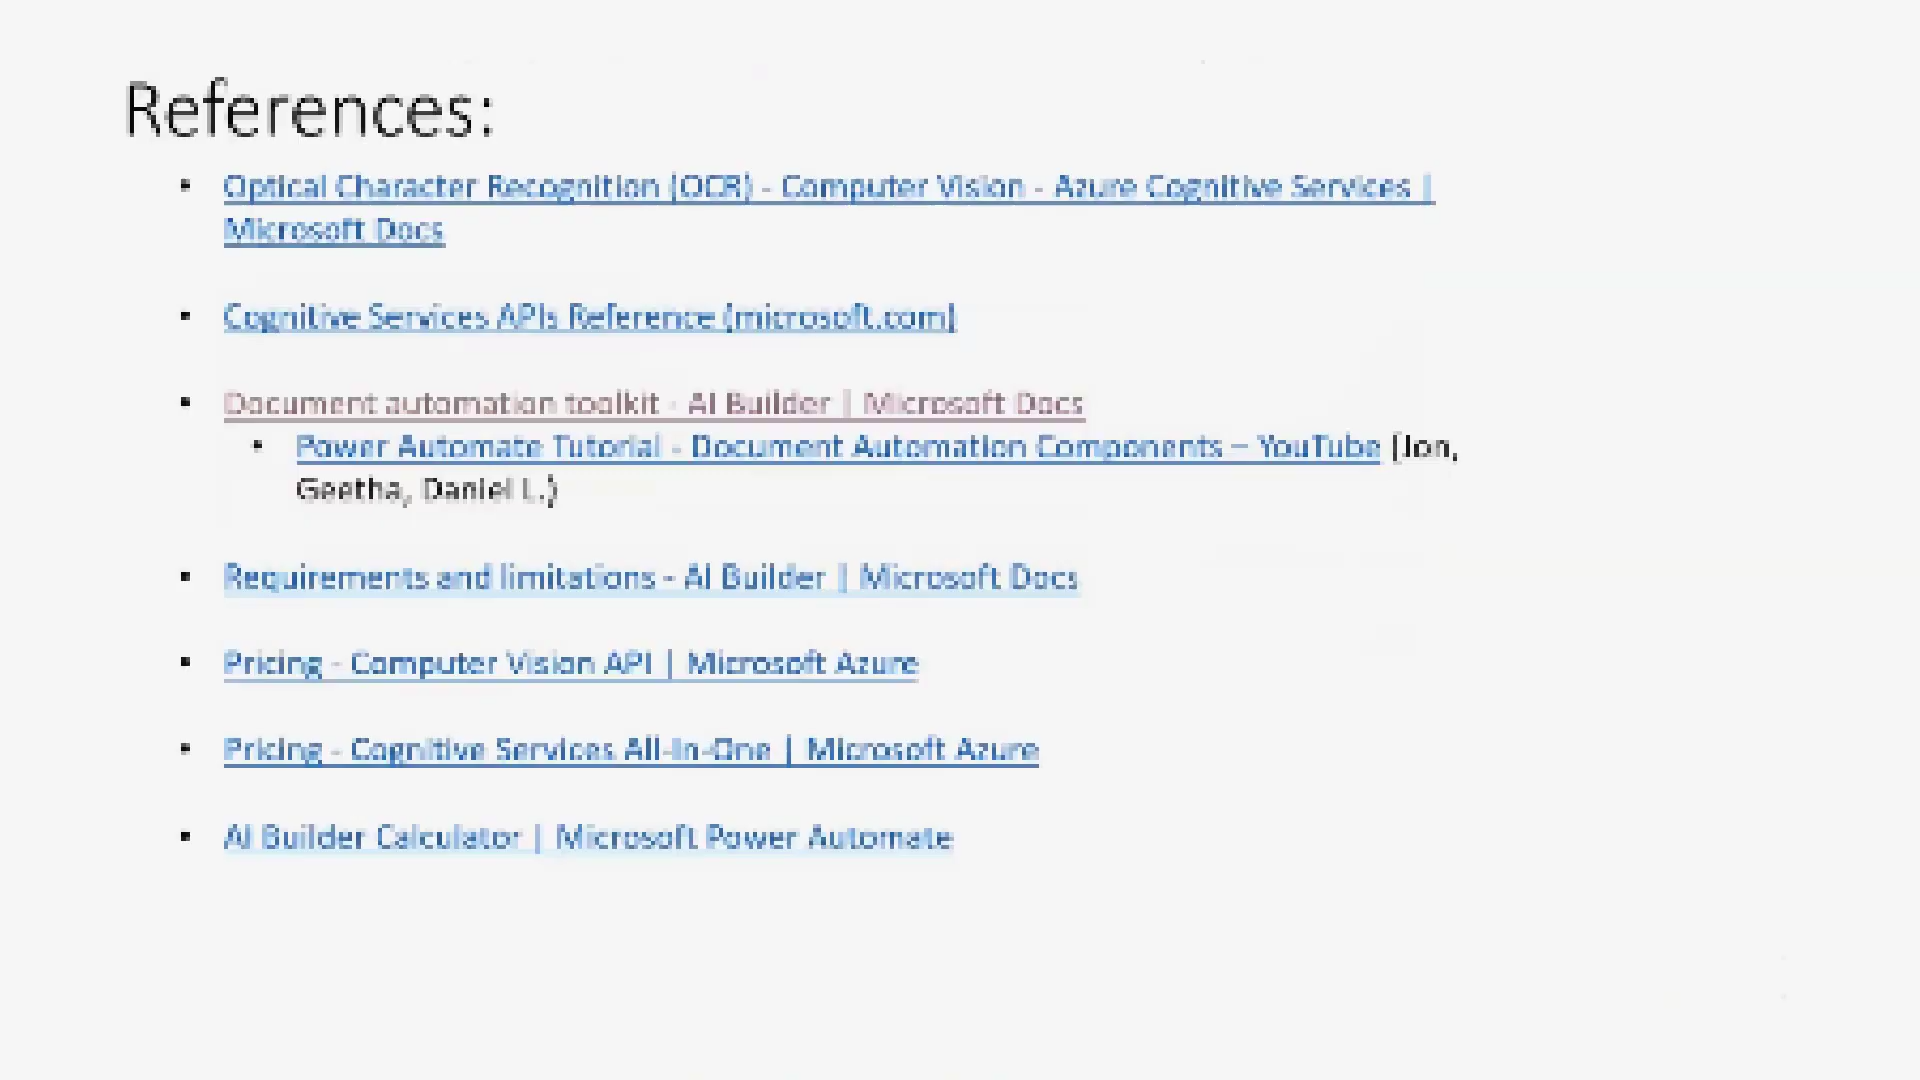 References:
• Optical Character Recognition (OCR) - Computer Vision - Azure Cognitive Services |
Microsoft Docs
• Cognitive Services APIs Reference (microsoft.com)
• Document automation toolkit - AI Builder | Microsoft Docs
• Power Automate Tutorial - Document Automation Components – YouTube (Jon,
Geetha, Daniel L.)
• Requirements and limitations - AI Builder | Microsoft Docs
• Pricing - Computer Vision API | Microsoft Azure
• Pricing - Cognitive Services All-In-One | Microsoft Azure
• AI Builder Calculator | Microsoft Power Automate